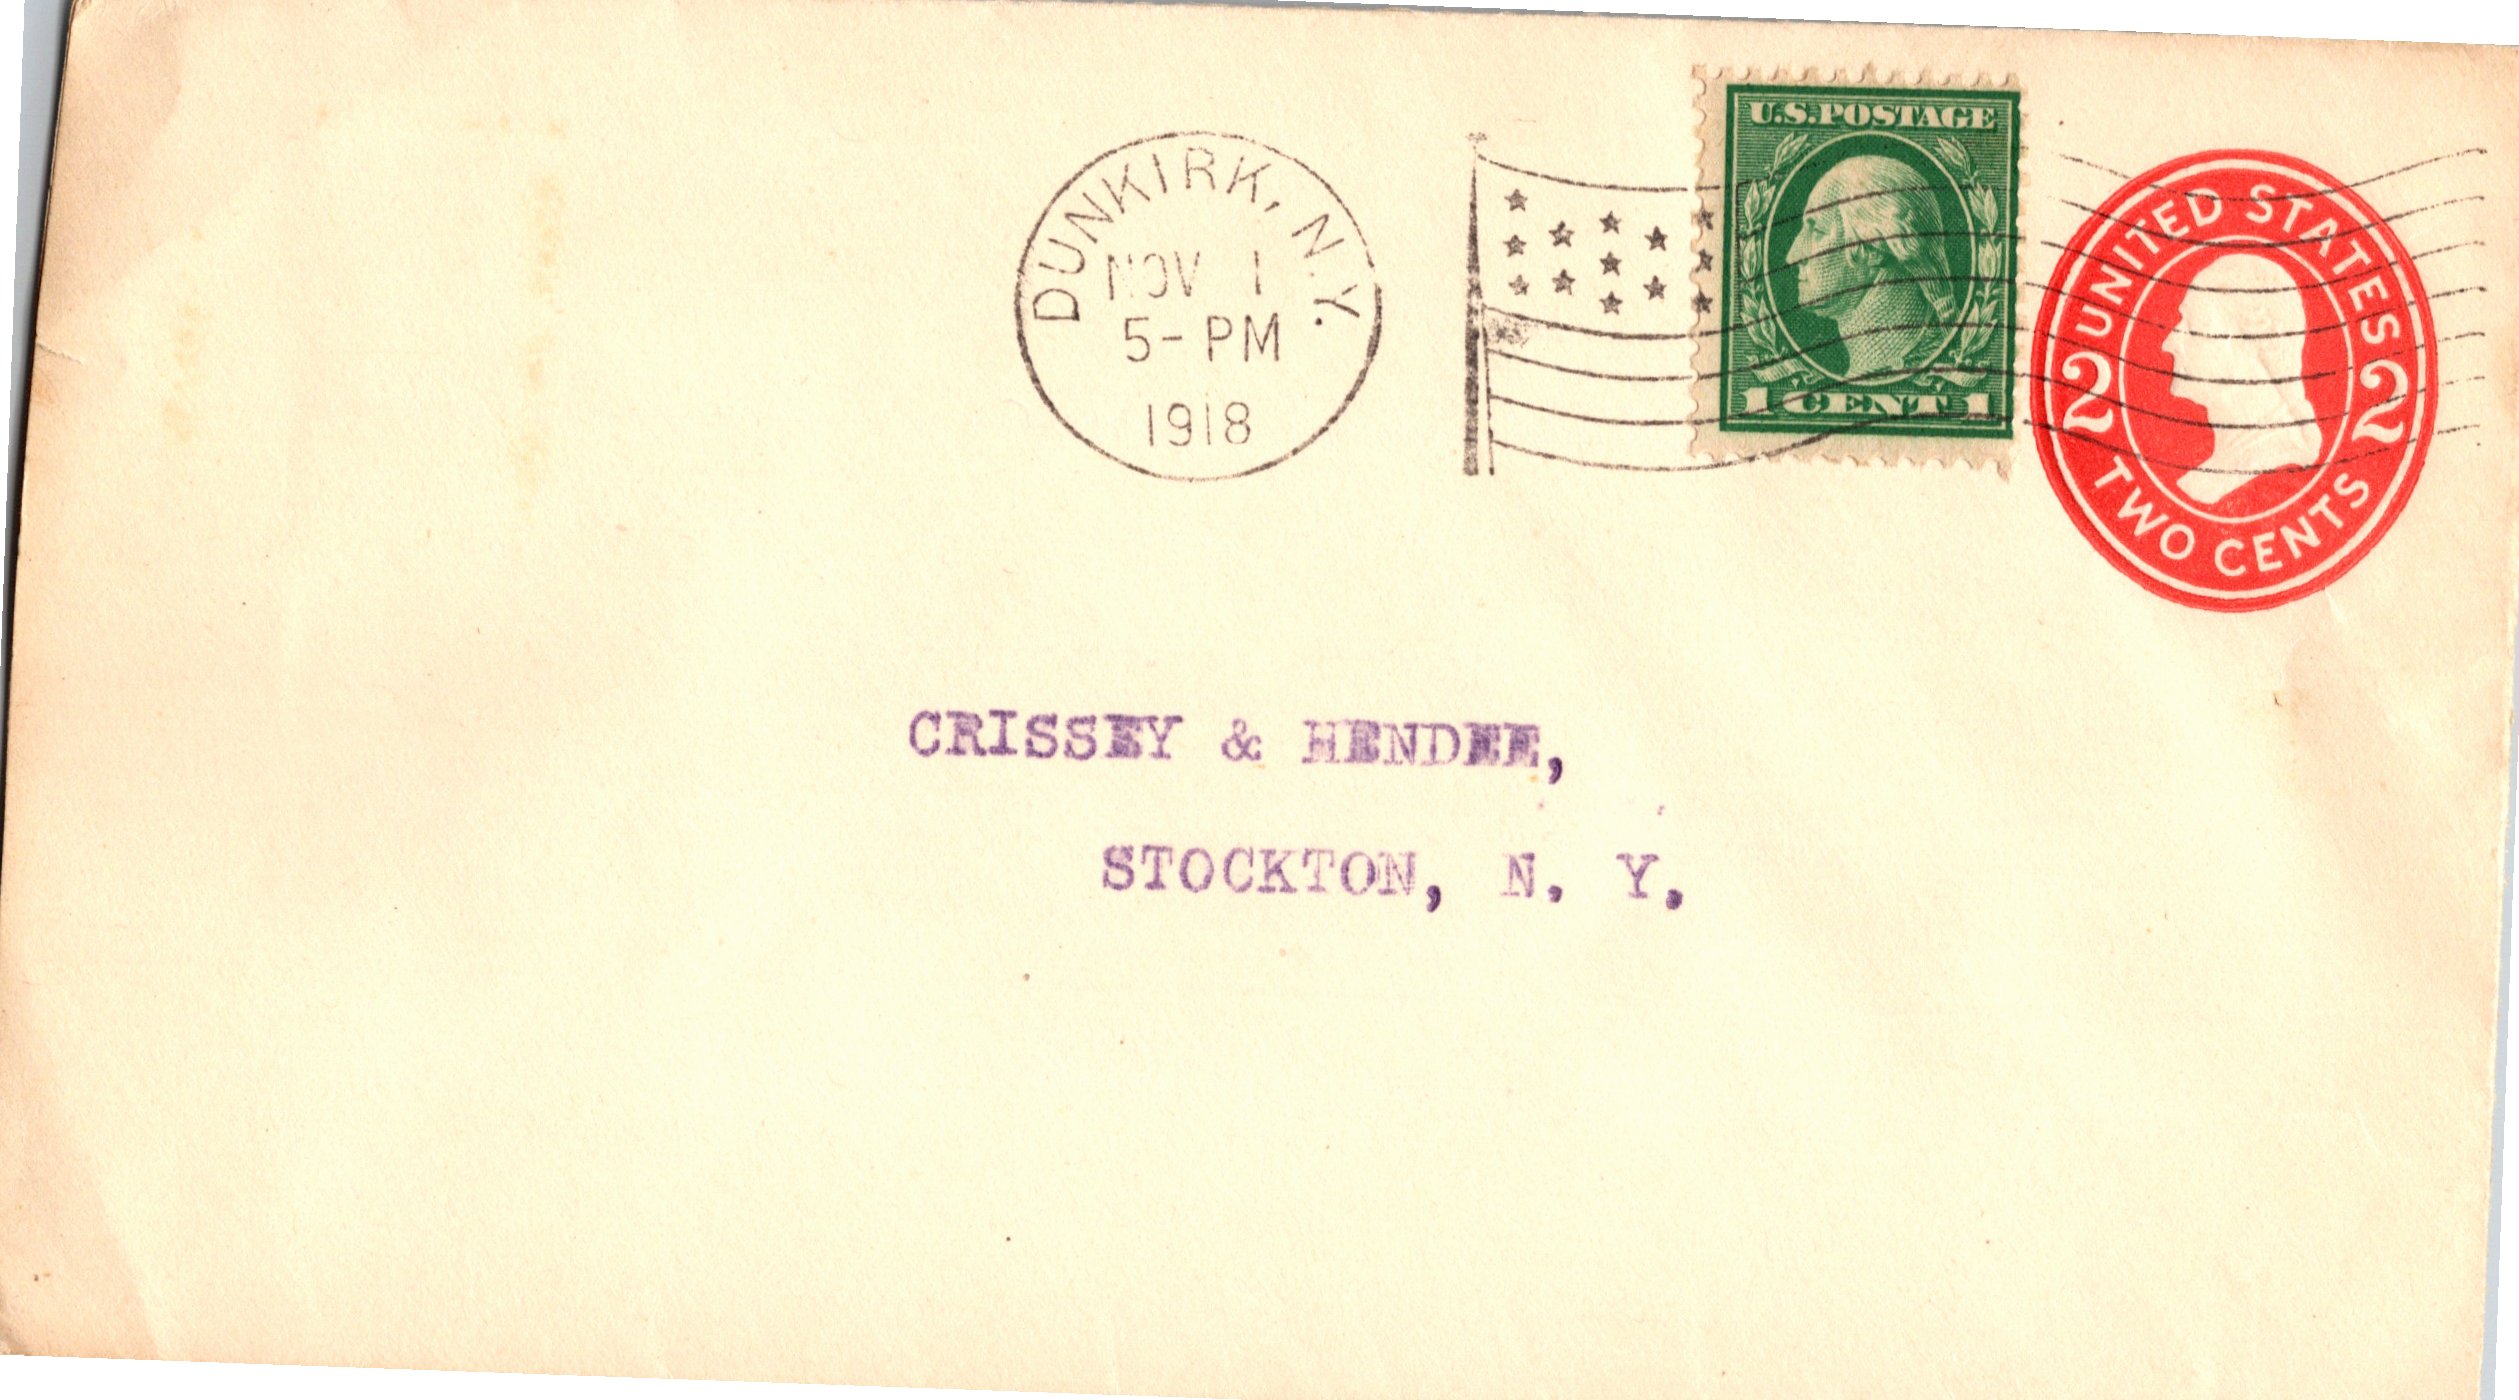 DUNKIRK, N.Y.
NOV 1
5- PM
1918
U.S.POSTAGE
1 CENT 1
UNITED STATES
2 2
TWO CENTS
CRISSEY & HENDEE,
STOCKTON, N. Y.